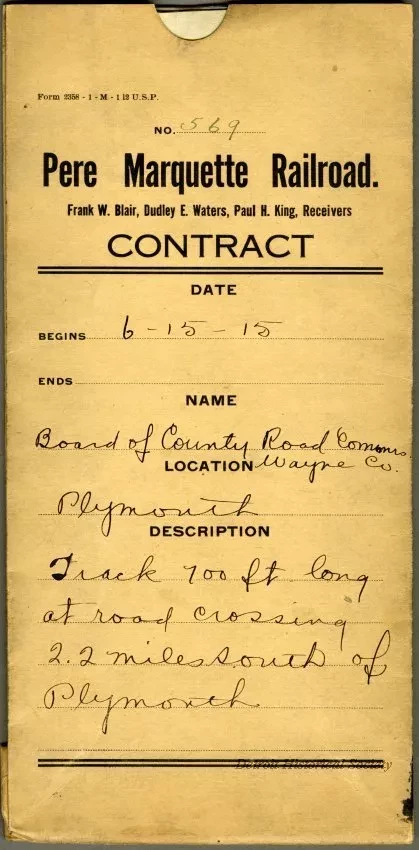 Form 2358 - 1 - M - 1 12 U.S.P.
NO. 569
Pere Marquette Railroad.
Frank W. Blair, Dudley E. Waters, Paul H. King, Receivers
CONTRACT
DATE
BEGINS 6-15-15
ENDS
NAME
Board of County Road Commrs.
Wayne Co.
LOCATION
Plymouth
DESCRIPTION
Track 700 ft long
at road crossing
2.2 miles south of
Plymouth
Detroit Historical Society